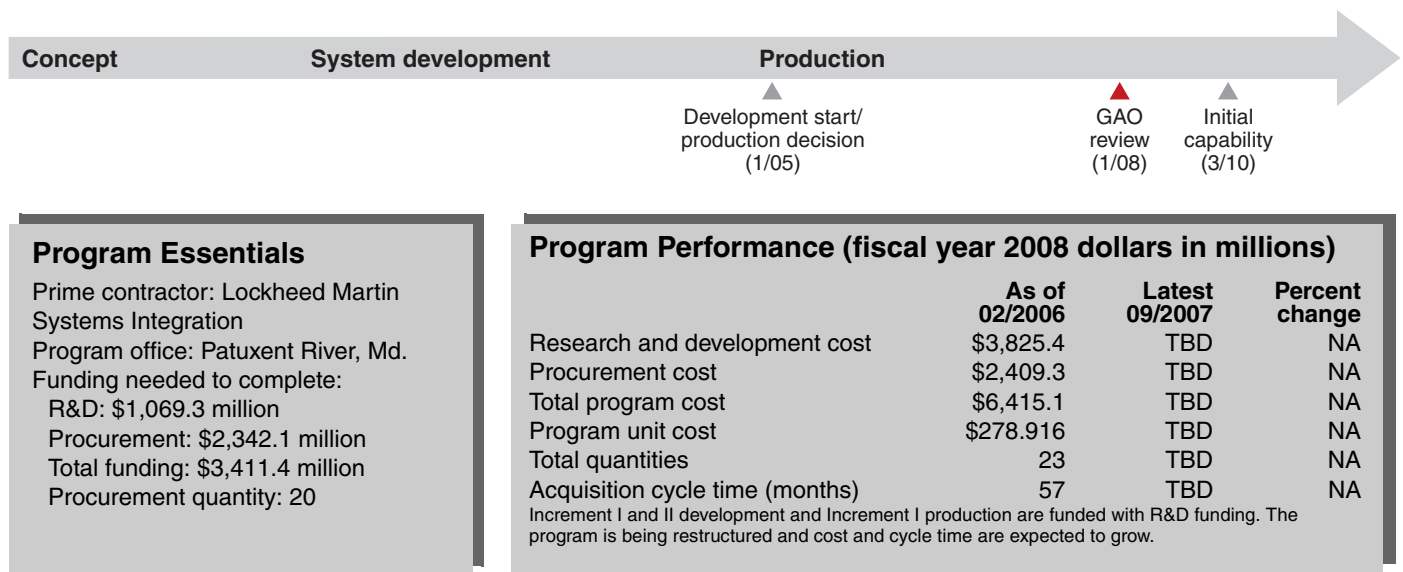 Concept System development Production
Development start/
production decision
(1/05)
GAO
review
(1/08)
Initial
capability
(3/10)
Program Essentials
Prime contractor: Lockheed Martin
Systems Integration
Program office: Patuxent River, Md.
Funding needed to complete:
R&D: $1,069.3 million
Procurement: $2,342.1 million
Total funding: $3,411.4 million
Procurement quantity: 20
Program Performance (fiscal year 2008 dollars in millions)
As of
02/2006
Latest
09/2007
Percent
change
Research and development cost $3,825.4 TBD NA
Procurement cost $2,409.3 TBD NA
Total program cost $6,415.1 TBD NA
Program unit cost $278.916 TBD NA
Total quantities 23 TBD NA
Acquisition cycle time (months) 57 TBD NA
Increment I and II development and Increment I production are funded with R&D funding. The
program is being restructured and cost and cycle time are expected to grow.